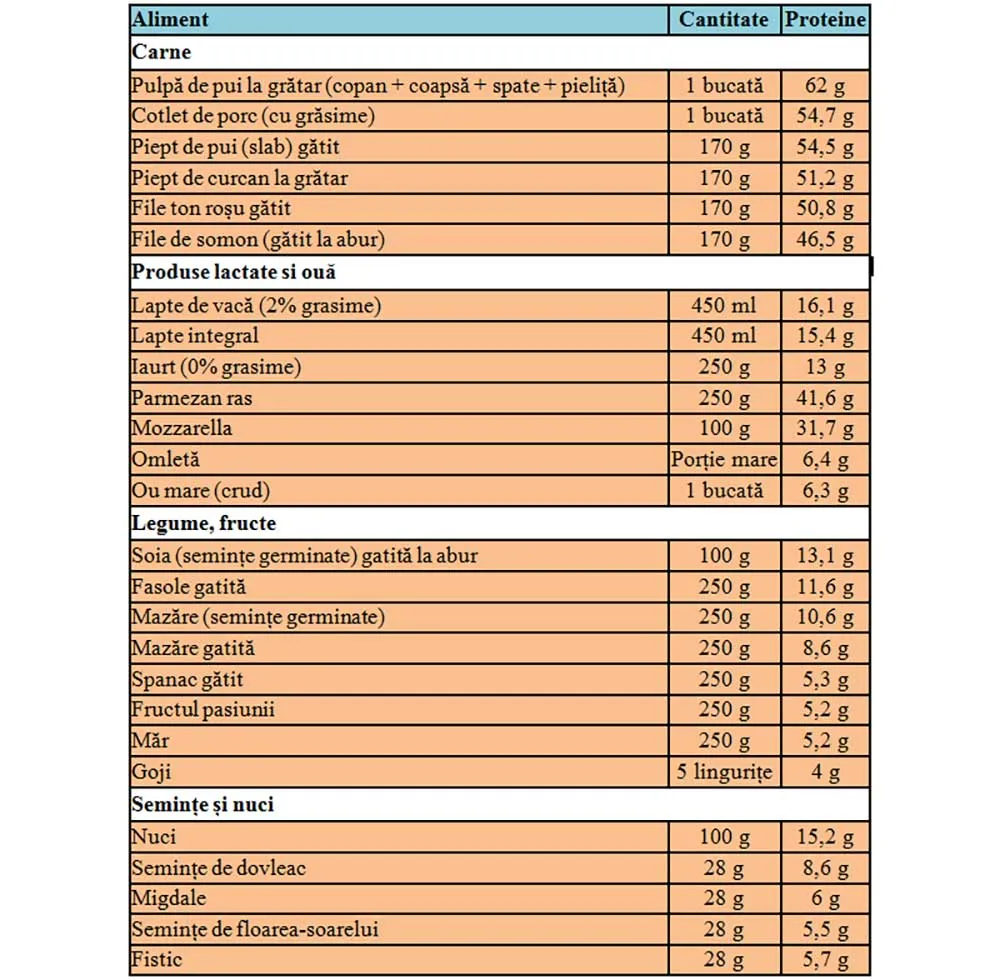 Aliment Cantitate Proteine
Carne
Pulpă de pui la grătar (copan + coapsă + spate + pieliță) 1 bucată 62 g
Cotlet de porc (cu grăsime) 1 bucată 54,7 g
Piept de pui (slab) gătit 170 g 54,5 g
Piept de curcan la grătar 170 g 51,2 g
File ton roșu gătit 170 g 50,8 g
File de somon (gătit la abur) 170 g 46,5 g
Produse lactate si ouă
Lapte de vacă (2% grasime) 450 ml 16,1 g
Lapte integral 450 ml 15,4 g
Iaurt (0% grasime) 250 g 13 g
Parmezan ras 250 g 41,6 g
Mozzarella 100 g 31,7 g
Omletă Porție mare 6,4 g
Ou mare (crud) 1 bucată 6,3 g
Legume, fructe
Soia (semințe germinate) gatită la abur 100 g 13,1 g
Fasole gatită 250 g 11,6 g
Mazăre (semințe germinate) 250 g 10,6 g
Mazăre gatită 250 g 8,6 g
Spanac gătit 250 g 5,3 g
Fructul pasiunii 250 g 5,2 g
Măr 250 g 5,2 g
Goji 5 lingurițe 4 g
Semințe și nuci
Nuci 100 g 15,2 g
Semințe de dovleac 28 g 8,6 g
Migdale 28 g 6 g
Semințe de floarea-soarelui 28 g 5,5 g
Fistic 28 g 5,7 g